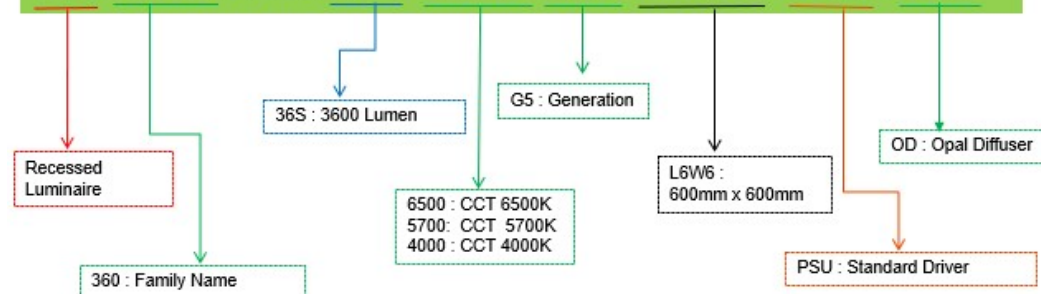 36S : 3600 Lumen
G5 : Generation
OD : Opal Diffuser
Recessed
Luminaire
L6W6 :
600mm x 600mm
6500 : CCT 6500K
5700: CCT 5700K
4000 : CCT 4000K
360 : Family Name
PSU : Standard Driver